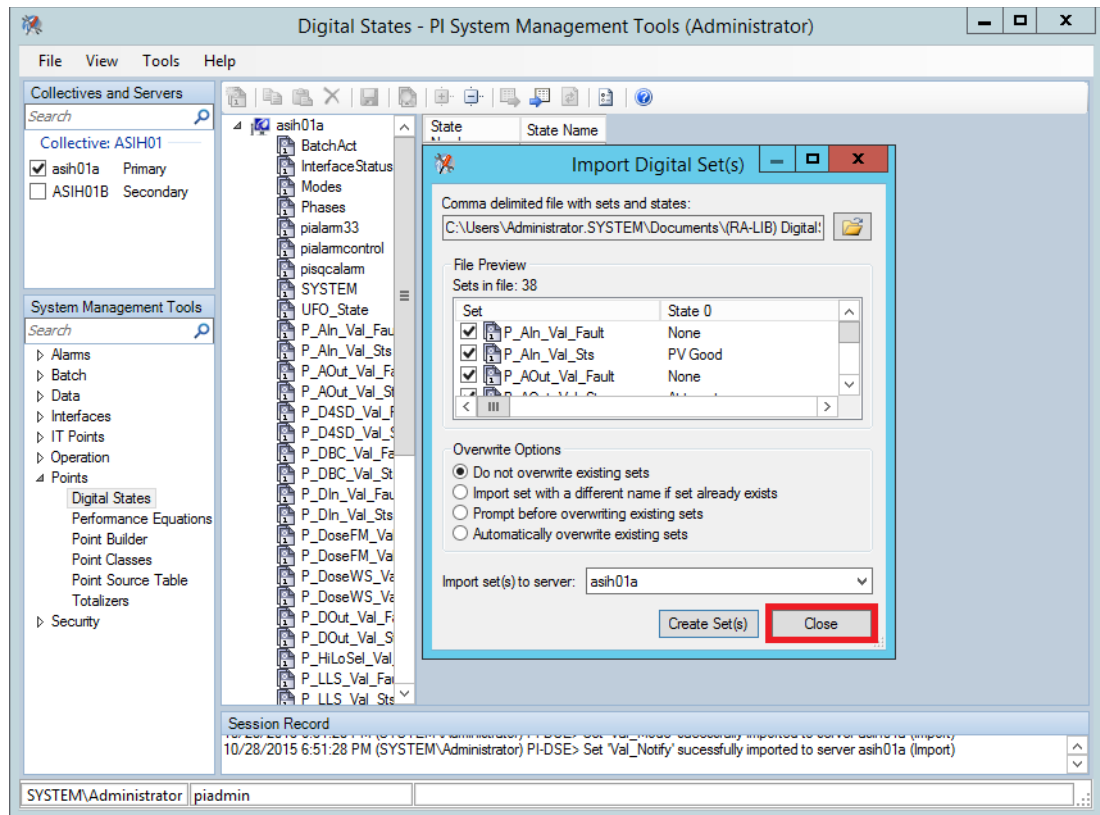 Digital States - PI System Management Tools (Administrator)
File View Tools Help
Collectives and Servers
Search
Collective: ASIH01
asih01a Primary
ASIH01B Secondary
System Management Tools
Search
Alarms
Batch
Data
Interfaces
IT Points
Operation
Points
Digital States
Performance Equations
Point Builder
Point Classes
Point Source Table
Totalizers
Security
asih01a
BatchAct
InterfaceStatus
Modes
Phases
pialarm33
pialarmcontrol
pisqcalarm
SYSTEM
UFO_State
P_AIn_Val_Fau
P_AIn_Val_Sts
P_AOut_Val_Fa
P_AOut_Val_St
P_D4SD_Val_F
P_D4SD_Val_S
P_DBC_Val_Fa
P_DBC_Val_St
P_DIn_Val_Fau
P_DIn_Val_Sts
P_DoseFM_Va
P_DoseFM_Va
P_DoseWS_Va
P_DoseWS_Va
P_DOut_Val_Fa
P_DOut_Val_S
P_HiLoSel_Val_
P_LLS_Val_Fau
P_LLS_Val_Sts
State State Name
Import Digital Set(s)
Comma delimited file with sets and states:
C:\Users\Administrator.SYSTEM\Documents\(RA-LIB) Digital
File Preview
Sets in file: 38
Set State 0
P_AIn_Val_Fault None
P_AIn_Val_Sts PV Good
P_AOut_Val_Fault None
Overwrite Options
Do not overwrite existing sets
Import set with a different name if set already exists
Prompt before overwriting existing sets
Automatically overwrite existing sets
Import set(s) to server: asih01a
Create Set(s) Close
Session Record
10/28/2015 6:51:28 PM (SYSTEM\Administrator) PI-DSE> Set 'Val_Notify' sucessfully imported to server asih01a (Import)
SYSTEM\Administrator piadmin